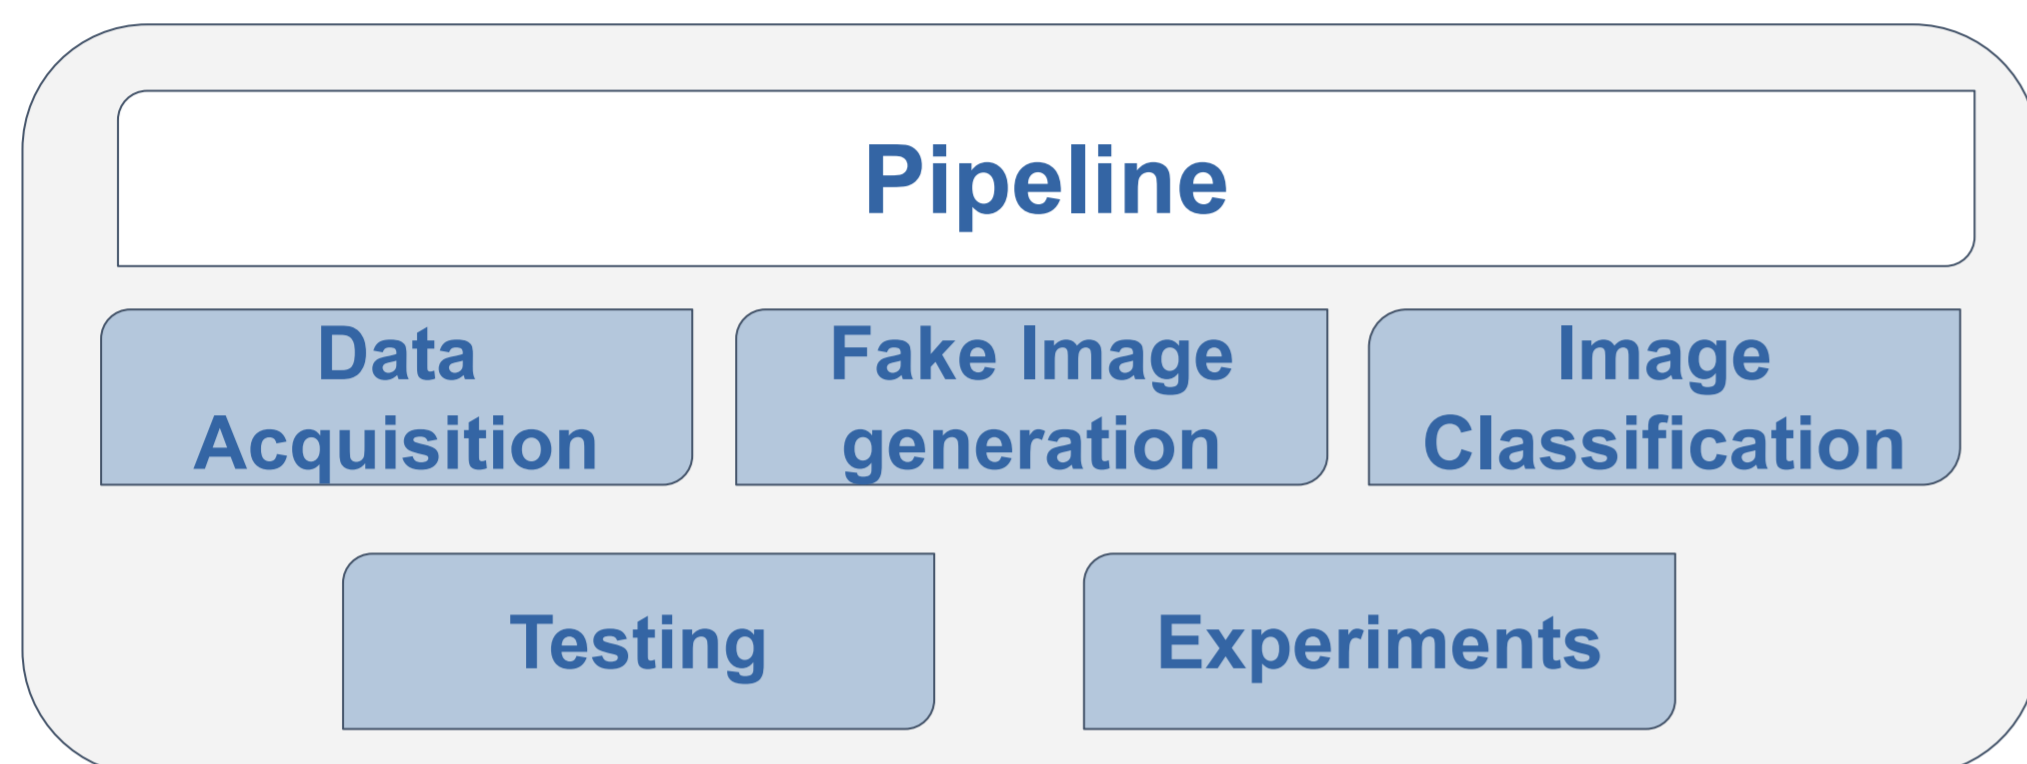 Pipeline
Data
Acquisition
Fake Image
generation
Image
Classification
Testing
Experiments